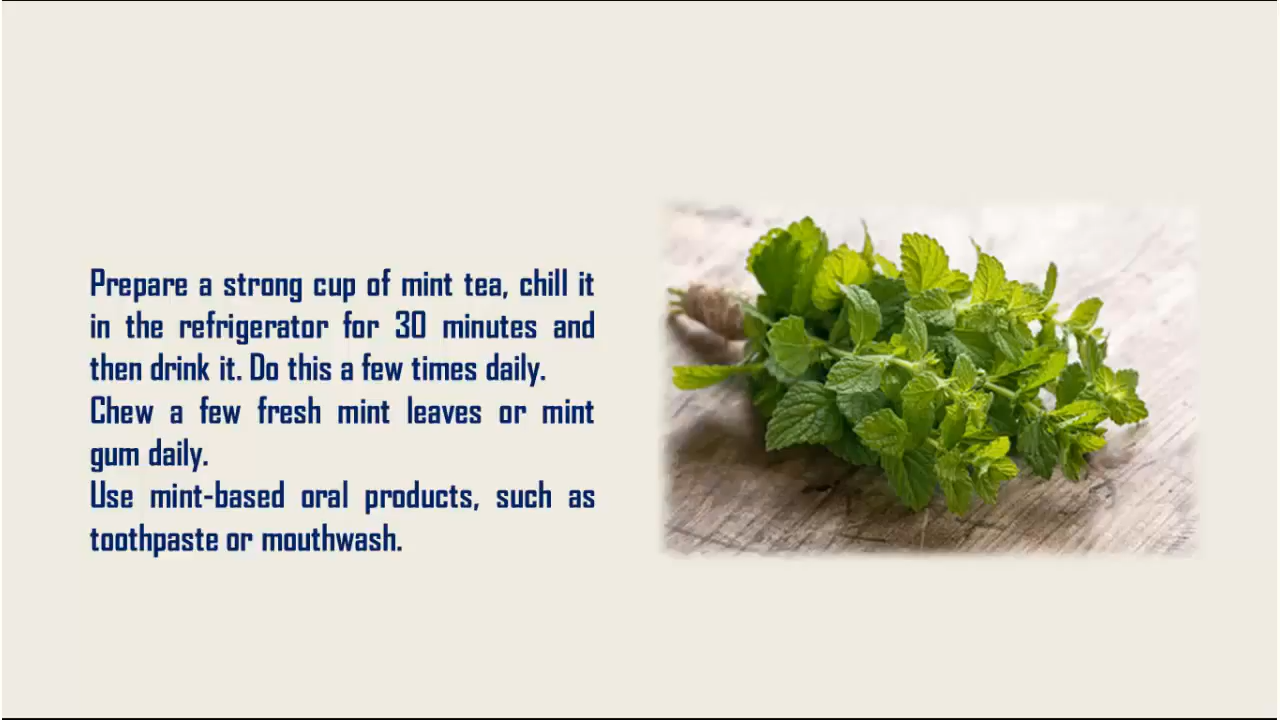 Prepare a strong cup of mint tea, chill it
in the refrigerator for 30 minutes and
then drink it. Do this a few times daily.
Chew a few fresh mint leaves or mint
gum daily.
Use mint-based oral products, such as
toothpaste or mouthwash.